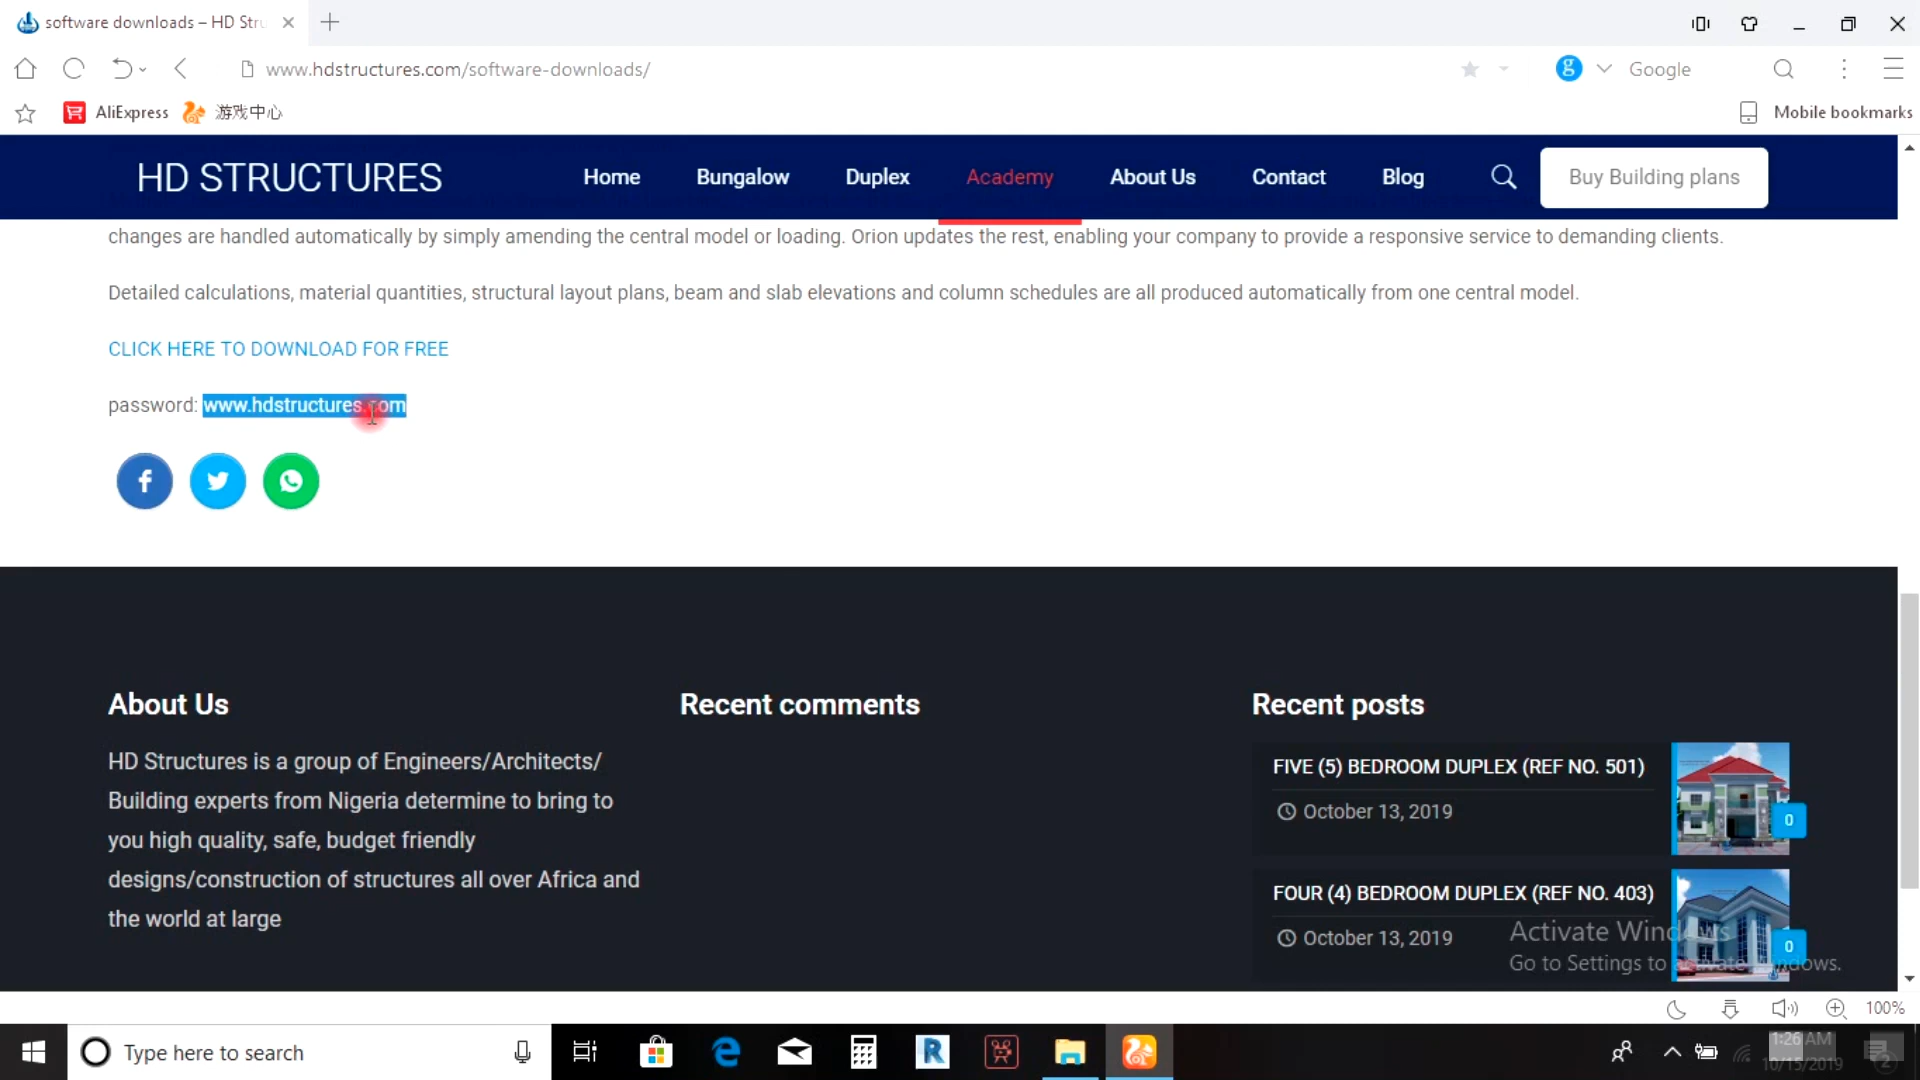 software downloads – HD Stru
www.hdstructures.com/software-downloads/
Google
AliExpress
游戏中心
Mobile bookmarks
HD STRUCTURES
Home
Bungalow
Duplex
Academy
About Us
Contact
Blog
Buy Building plans
changes are handled automatically by simply amending the central model or loading. Orion updates the rest, enabling your company to provide a responsive service to demanding clients.
Detailed calculations, material quantities, structural layout plans, beam and slab elevations and column schedules are all produced automatically from one central model.
CLICK HERE TO DOWNLOAD FOR FREE
password: www.hdstructures.com
About Us
HD Structures is a group of Engineers/Architects/
Building experts from Nigeria determine to bring to
you high quality, safe, budget friendly
designs/construction of structures all over Africa and
the world at large
Recent comments
Recent posts
FIVE (5) BEDROOM DUPLEX (REF NO. 501)
October 13, 2019
0
FOUR (4) BEDROOM DUPLEX (REF NO. 403)
October 13, 2019
0
Activate Windows
Go to Settings to activate Windows.
100%
Type here to search
1:26 AM
10/15/2019
2